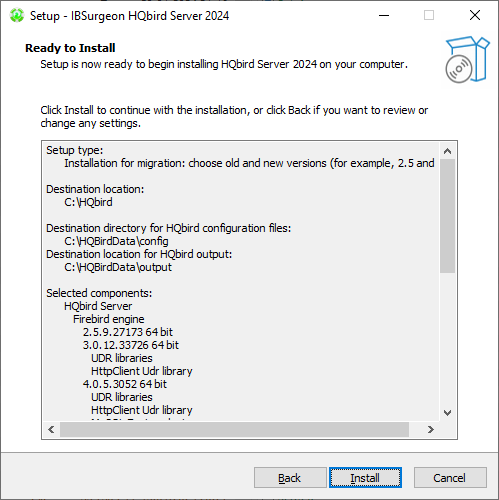 Setup - IBSurgeon HQbird Server 2024
Ready to Install
Setup is now ready to begin installing HQbird Server 2024 on your computer.
Click Install to continue with the installation, or click Back if you want to review or
change any settings.
Setup type:
Installation for migration: choose old and new versions (for example, 2.5 and
Destination location:
C:\HQbird
Destination directory for HQbird configuration files:
C:\HQBirdData\config
Destination location for HQbird output:
C:\HQBirdData\output
Selected components:
HQbird Server
Firebird engine
2.5.9.27173 64 bit
3.0.12.33726 64 bit
UDR libraries
HttpClient Udr library
4.0.5.3052 64 bit
UDR libraries
HttpClient Udr library
Back
Install
Cancel